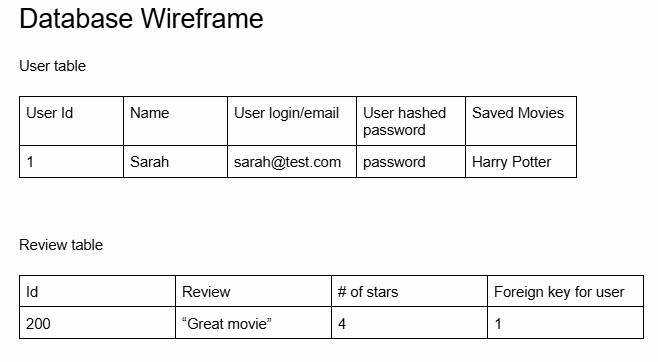 Database Wireframe
User table
User Id Name User login/email User hashed password Saved Movies
1 Sarah sarah@test.com password Harry Potter
Review table
Id Review # of stars Foreign key for user
200 “Great movie” 4 1